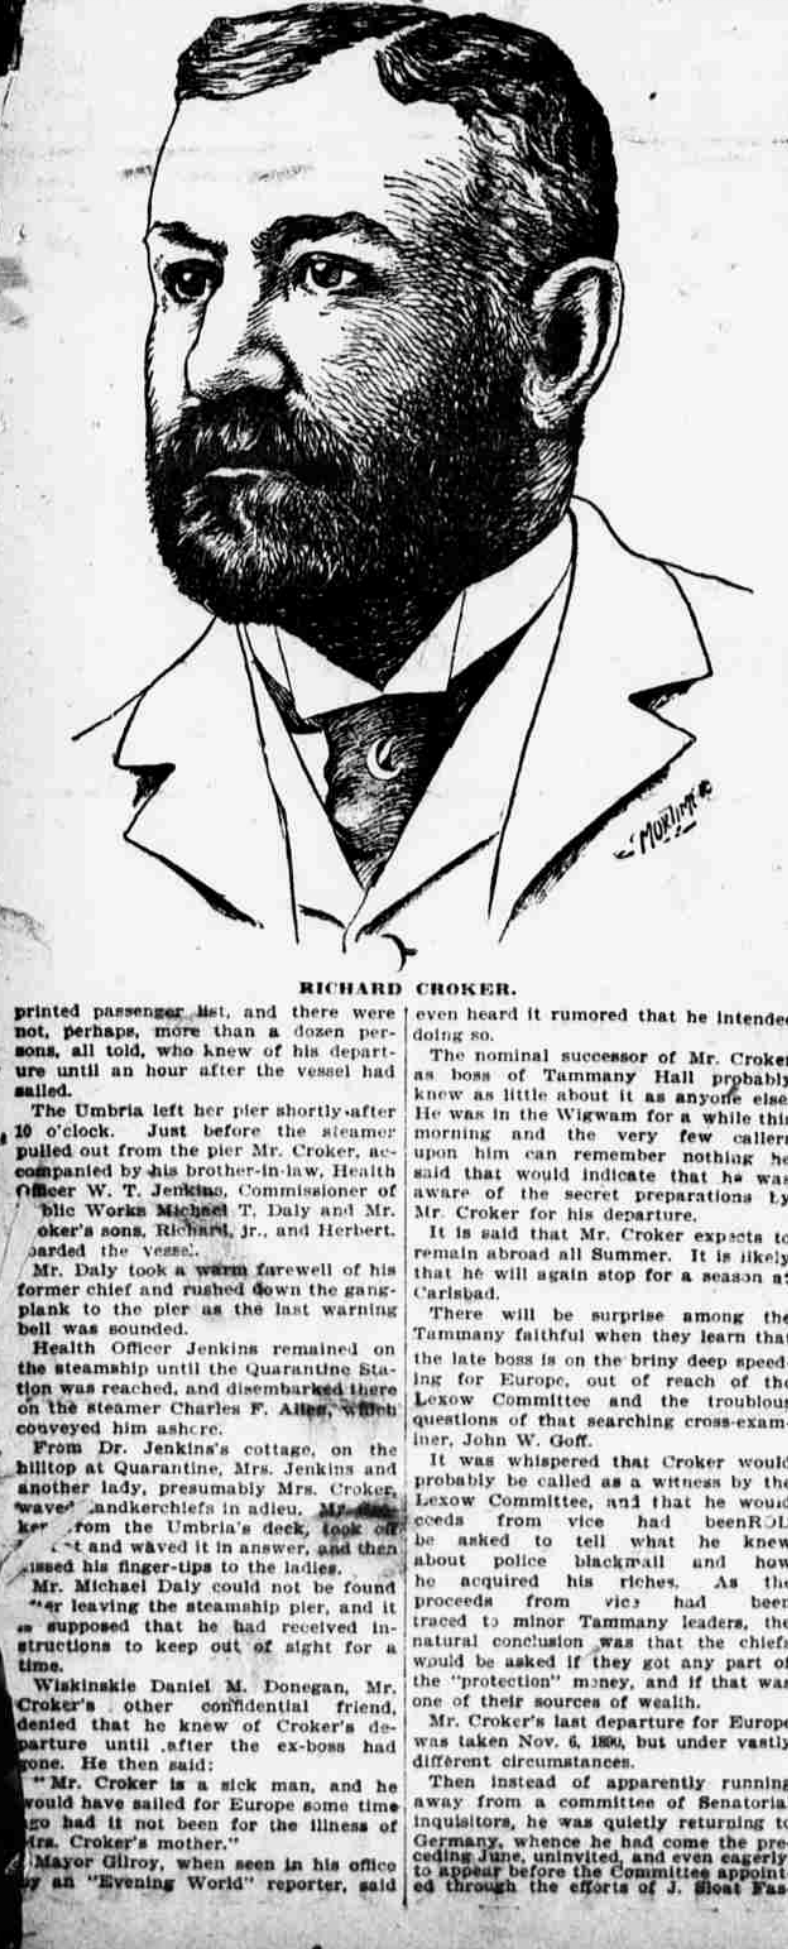 MORTIMER
RICHARD CROKER.
printed passenger list, and there were
not, perhaps, more than a dozen per-
sons, all told, who knew of his depart-
ure until an hour after the vessel had
sailed.
The Umbria left her pier shortly after
10 o'clock. Just before the steamer
pulled out from the pier Mr. Croker, ac-
companied by his brother-in-law, Health
Officer W. T. Jenkins, Commissioner of
blic Works Michael T. Daly and Mr.
oker's sons, Richard, jr., and Herbert,
oarded the vessel.
Mr. Daly took a warm farewell of his
former chief and rushed down the gang-
plank to the pier as the last warning
bell was sounded.
Health Officer Jenkins remained on
the steamship until the Quarantine Sta-
tion was reached, and disembarked there
on the steamer Charles F. Allen, which
conveyed him ashore.
From Dr. Jenkins's cottage, on the
hilltop at Quarantine, Mrs. Jenkins and
another lady, presumably Mrs. Croker,
waved andkerchiefs in adieu.
ker from the Umbria's deck, took off
t and waved it in answer, and then
issed his finger-tips to the ladies.
Mr. Michael Daly could not be found
er leaving the steamship pier, and it
is supposed that he had received in-
structions to keep out of sight for a
time.
Wiskinskie Daniel M. Donegan, Mr.
Croker's other confidential friend,
denied that he knew of Croker's de-
parture until after the ex-boss had
gone. He then said:
"Mr. Croker is a sick man, and he
would have sailed for Europe some time
ago had it not been for the illness of
Mrs. Croker's mother."
Mayor Gilroy, when seen in his office
by an "Evening World" reporter, said
even heard it rumored that he intended
doing so.
The nominal successor of Mr. Croker
as boss of Tammany Hall probably
knew as little about it as anyone else
He was in the Wigwam for a while this
morning and the very few callers
upon him can remember nothing he
said that would indicate that he was
aware of the secret preparations by
Mr. Croker for his departure.
It is said that Mr. Croker expects to
remain abroad all Summer. It is likely
that he will again stop for a season at
Carlsbad.
There will be surprise among the
Tammany faithful when they learn that
the late boss is on the briny deep speed-
ing for Europe, out of reach of the
Lexow Committee and the troublous
questions of that searching cross-exam-
iner, John W. Goff.
It was whispered that Croker would
probably be called as a witness by the
Lexow Committee, and that he would
ceeds from vice had beenROL
be asked to tell what he knew
about police blackmail and how
he acquired his riches. As the
proceeds from vice had been
traced to minor Tammany leaders, the
natural conclusion was that the chiefs
would be asked if they got any part of
the "protection" money, and if that was
one of their sources of wealth.
Mr. Croker's last departure for Europe
was taken Nov. 6, 1890, but under vastly
different circumstances.
Then instead of apparently running
away from a committee of Senatorial
inquisitors, he was quietly returning to
Germany, whence he had come the pre-
ceding June, uninvited, and even eagerly
to appear before the Committee appoint-
ed through the efforts of J. Sloat Fas-